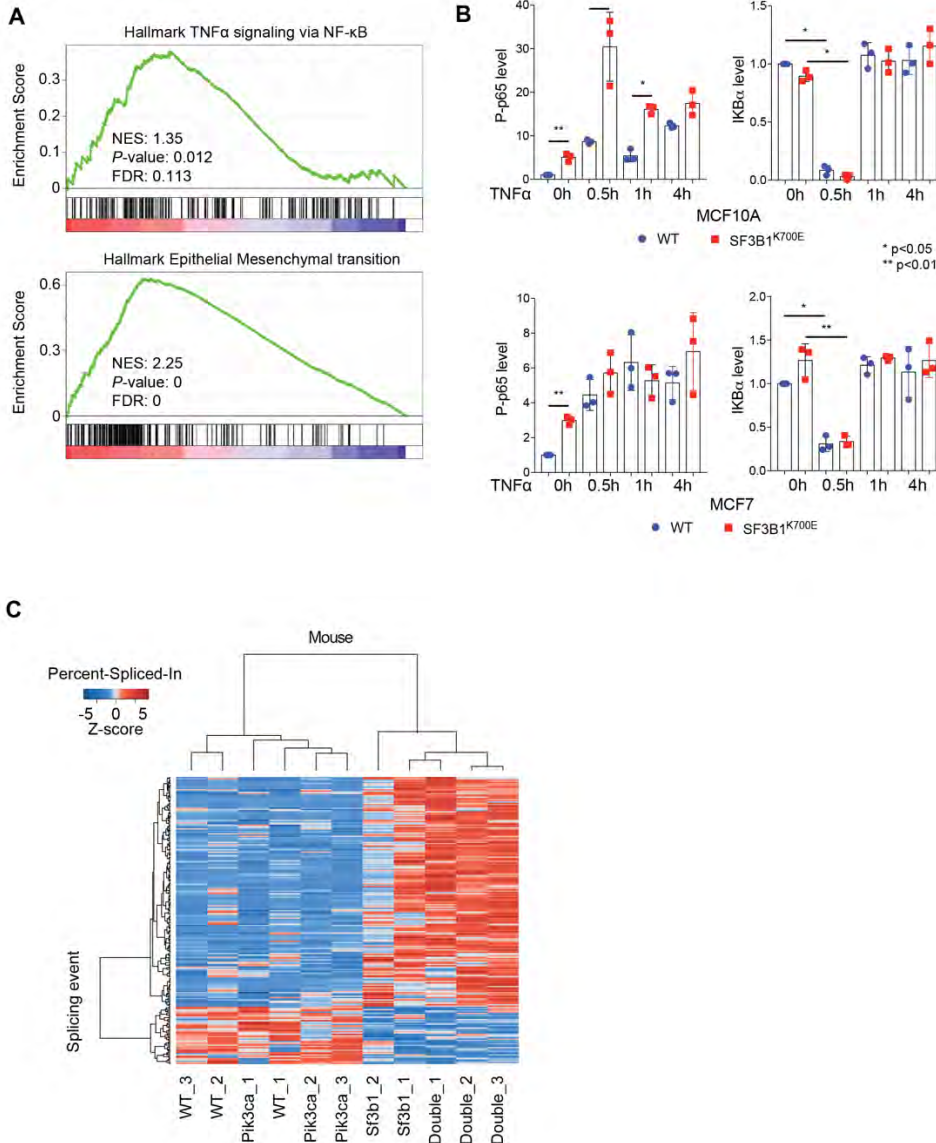 A
Hallmark TNFα signaling via NF-κB
Enrichment Score
0.3
0.2
0
NES: 1.35
P-value: 0.012
FDR: 0.113
Hallmark Epithelial Mesenchymal transition
Enrichment Score
0.6
0.3
0
NES: 2.25
P-value: 0
FDR: 0
B
P-p65 level
40
30
20
10
0
**
*
*
TNFα 0h 0.5h 1h 4h
IKBα level
1.5
1.0
0.5
0.0
*
*
0h 0.5h 1h 4h
MCF10A
WT SF3B1K700E
* p<0.05
** p<0.01
P-p65 level
10
8
6
4
2
0
**
TNFα 0h 0.5h 1h 4h
IKBα level
2.0
1.5
1.0
0.5
0.0
*
**
0h 0.5h 1h 4h
MCF7
WT SF3B1K700E
C
Mouse
Percent-Spliced-In
-5 0 5
Z-score
Splicing event
WT_3
WT_2
Pik3ca_1
WT_1
Pik3ca_2
Pik3ca_3
Sf3b1_2
Sf3b1_1
Double_1
Double_2
Double_3